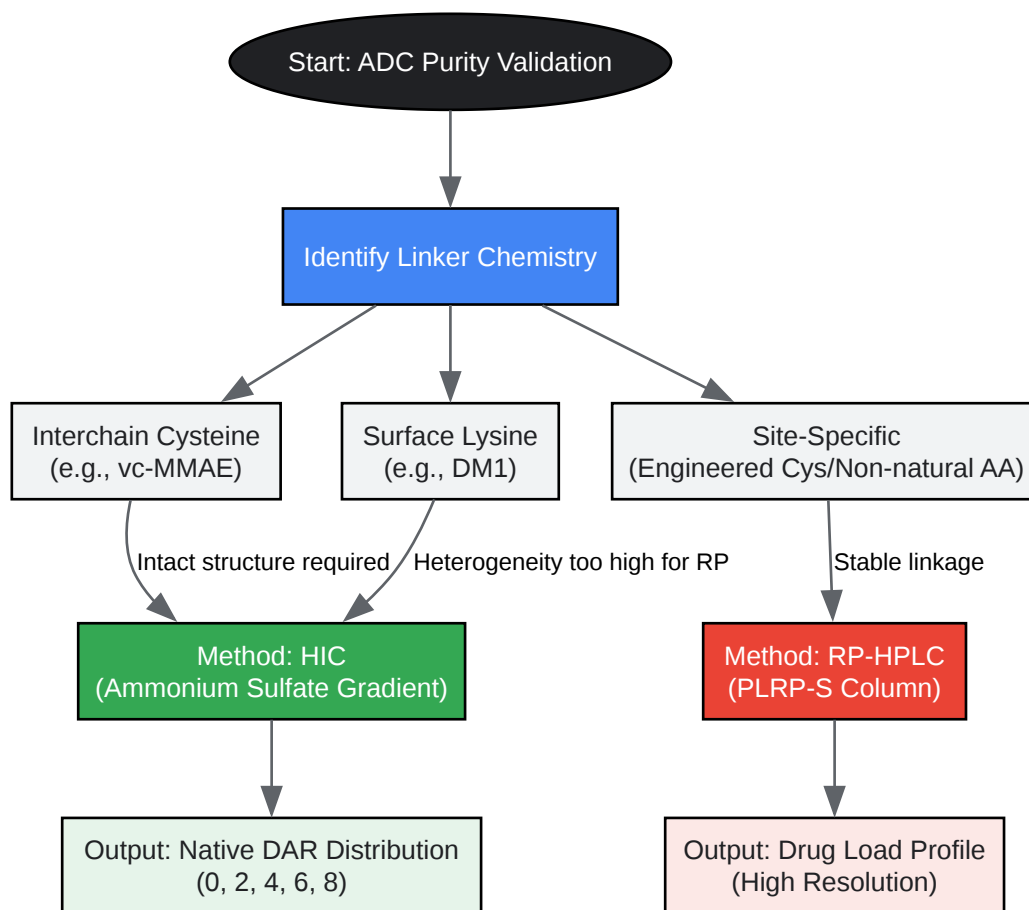 Start: ADC Purity Validation
Identify Linker Chemistry
Interchain Cysteine
(e.g., vc-MMAE)
Surface Lysine
(e.g., DM1)
Site-Specific
(Engineered Cys/Non-natural AA)
Intact structure required
Heterogeneity too high for RP
Stable linkage
Method: HIC
(Ammonium Sulfate Gradient)
Method: RP-HPLC
(PLRP-S Column)
Output: Native DAR Distribution
(0, 2, 4, 6, 8)
Output: Drug Load Profile
(High Resolution)